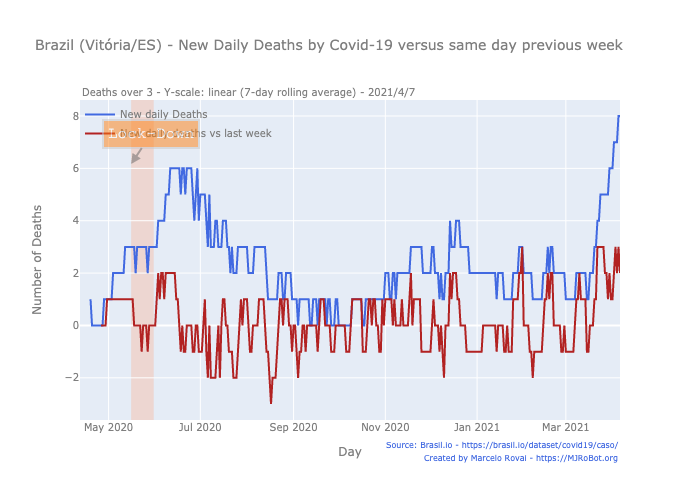 Brazil (Vitória/ES) - New Daily Deaths by Covid-19 versus same day previous week
Deaths over 3 - Y-scale: linear (7-day rolling average) - 2021/4/7
New daily Deaths
New daily Deaths vs last week
Lock Down
Number of Deaths
8
6
4
2
0
−2
May 2020
Jul 2020
Sep 2020
Nov 2020
Jan 2021
Mar 2021
Day
Source: Brasil.io - https://brasil.io/dataset/covid19/caso/
Created by Marcelo Rovai - https://MJRoBot.org